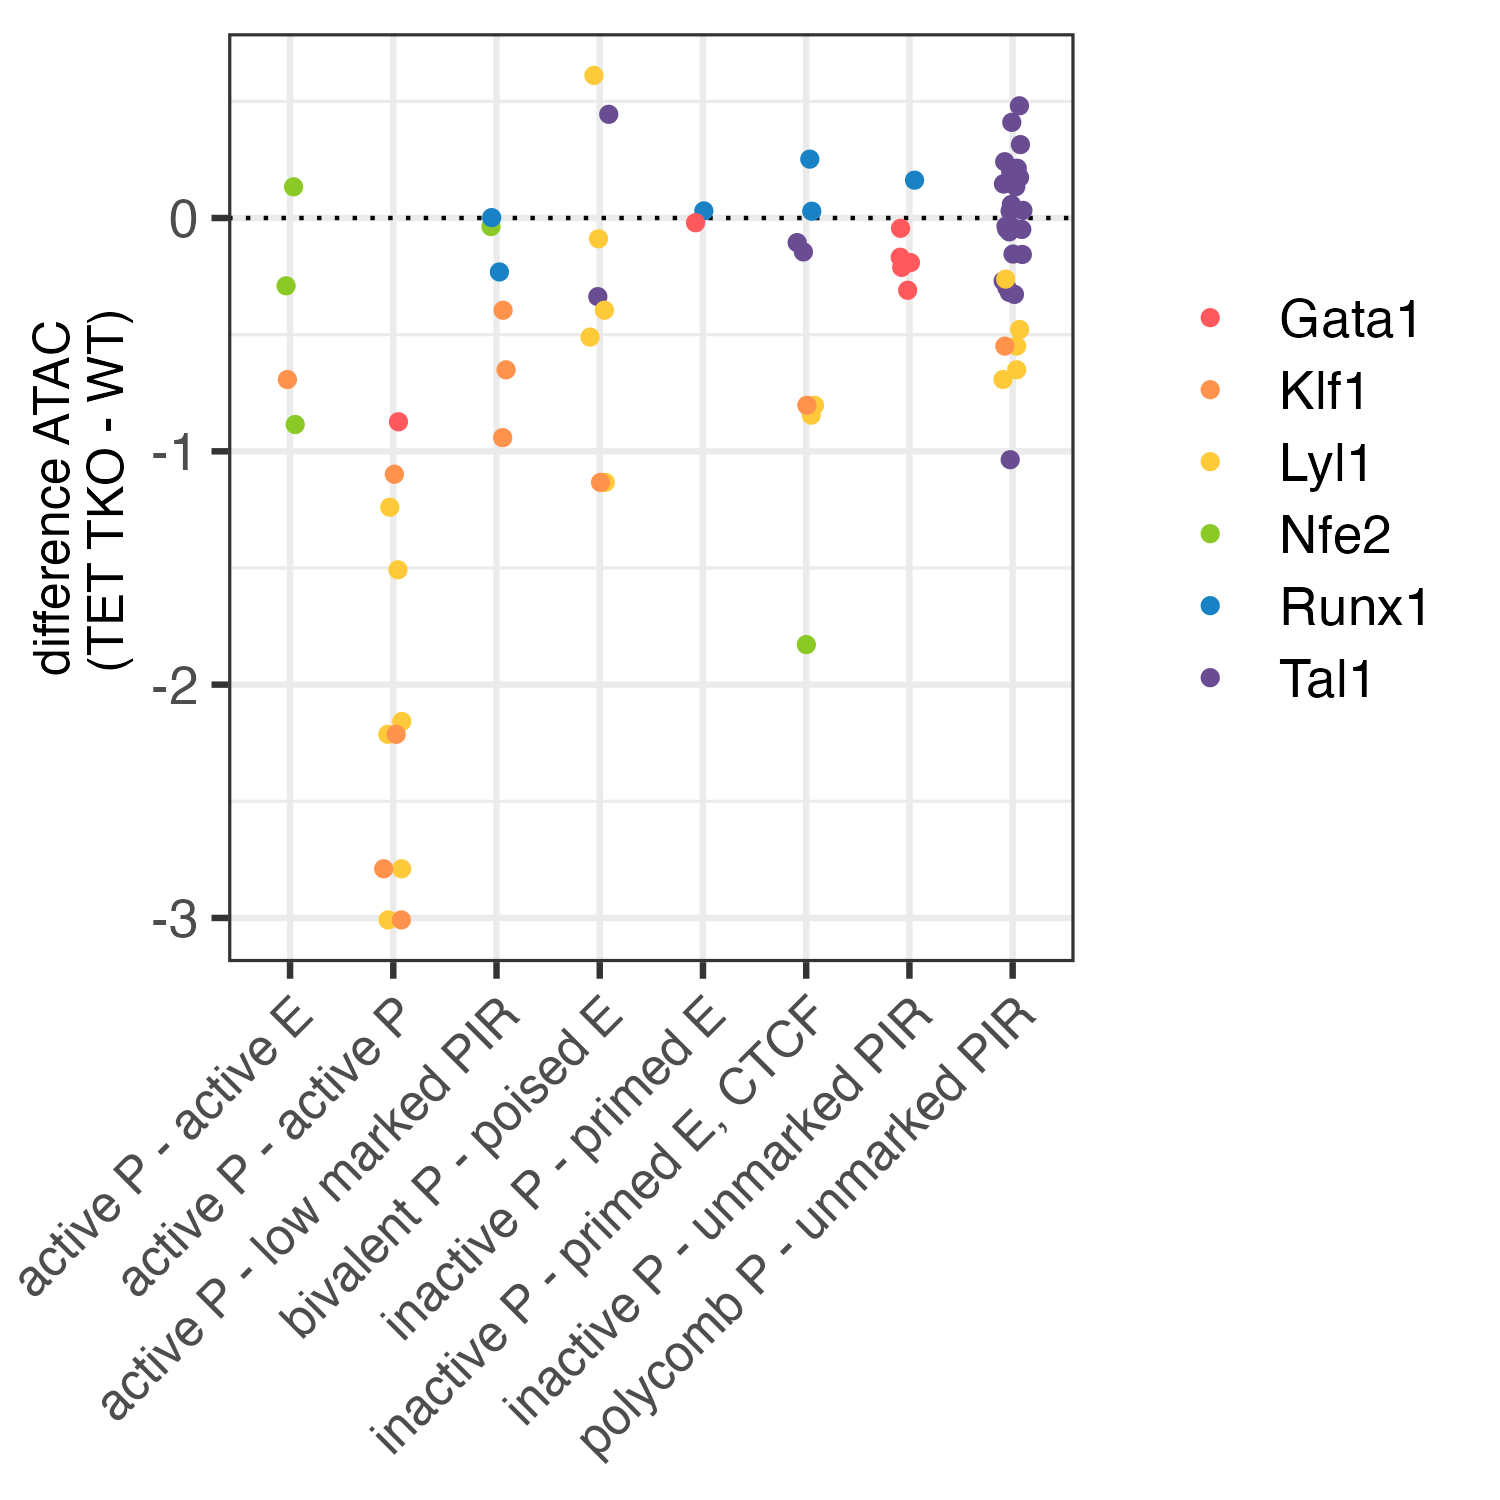 difference ATAC
(TET TKO - WT)
0
-1
-2
-3
active P - active E
active P - active P
active P - low marked PIR
bivalent P - poised E
inactive P - primed E
inactive P - primed E, CTCF
inactive P - unmarked PIR
polycomb P - unmarked PIR
Gata1
Klf1
Lyl1
Nfe2
Runx1
Tal1